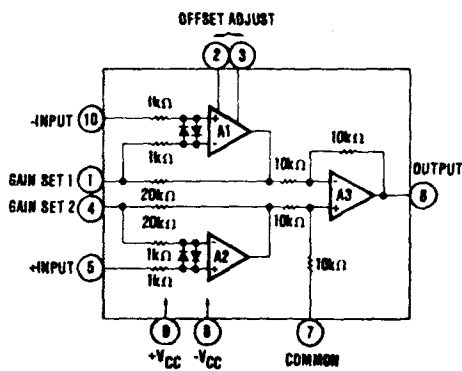 OFFSET ADJUST
2 3
-INPUT 10 1kΩ + A1 -
1kΩ 10kΩ
GAIN SET 1 1 10kΩ - A3 + OUTPUT 6
20kΩ
GAIN SET 2 4 10kΩ
20kΩ
1kΩ - A2 +
+INPUT 5 1kΩ 10kΩ
9 8 7
+VCC -VCC COMMON